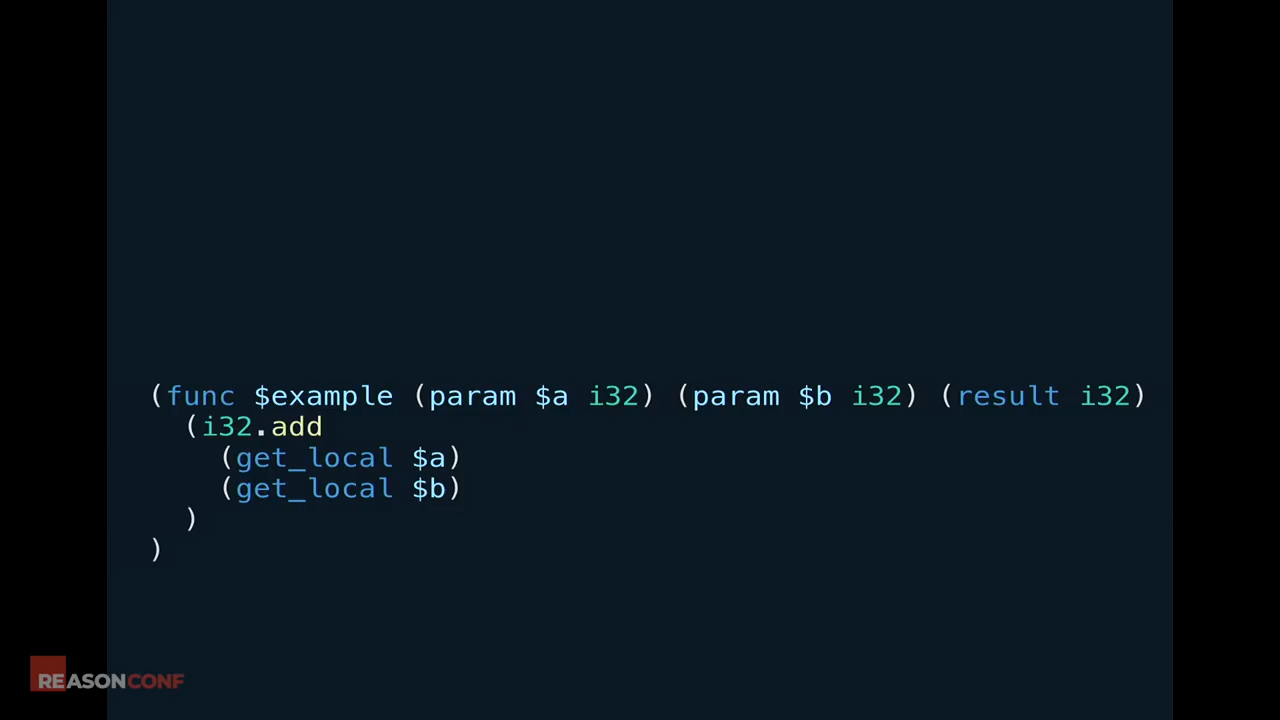 (func $example (param $a i32) (param $b i32) (result i32)
  (i32.add
    (get_local $a)
    (get_local $b)
  )
)
REASONCONF